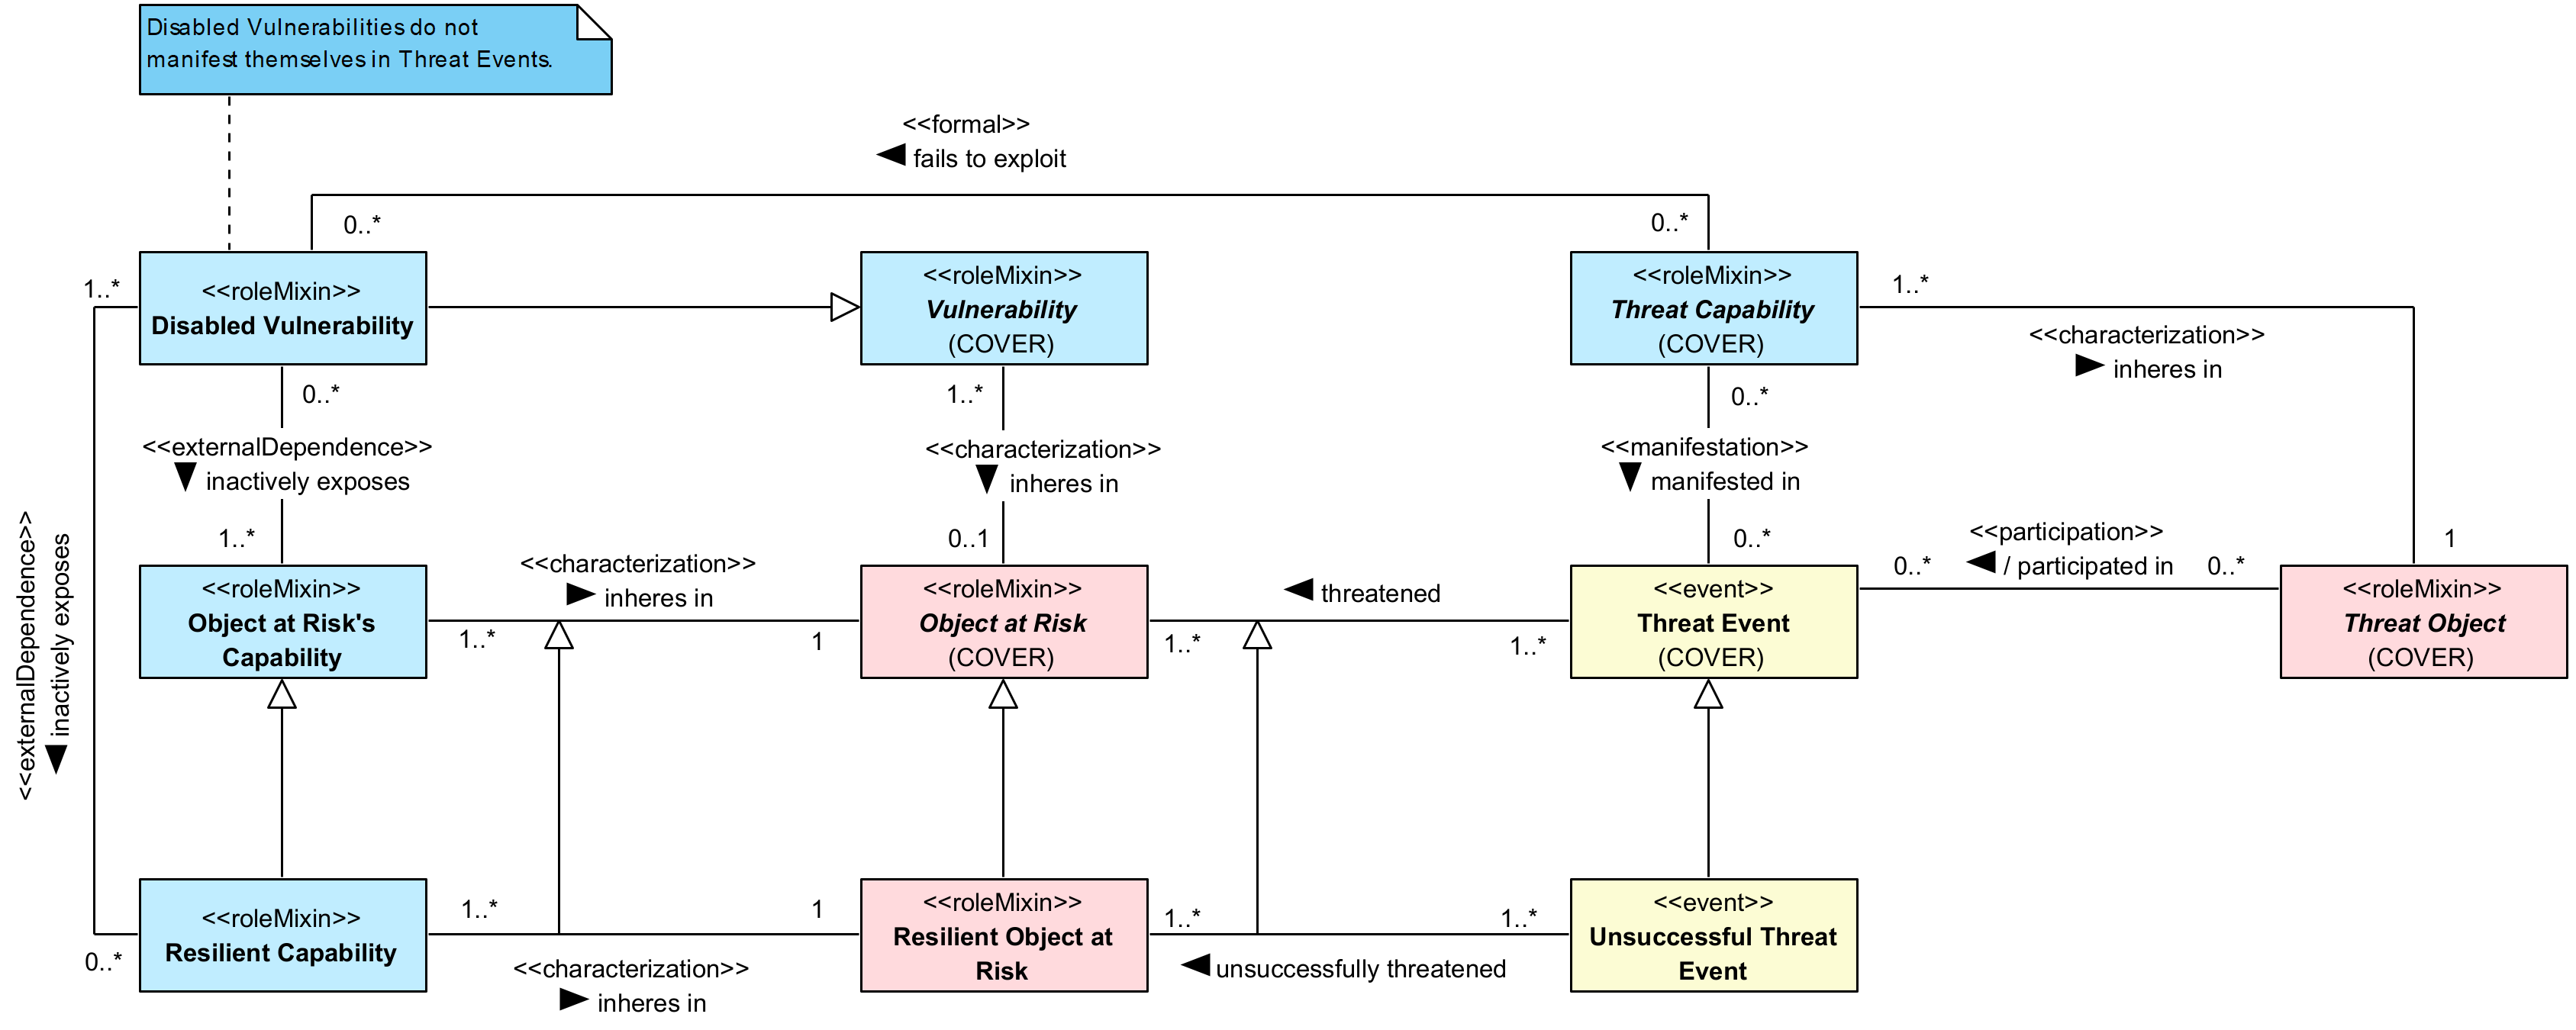 Disabled Vulnerabilities do not
manifest themselves in Threat Events.
<<formal>>
fails to exploit
0..*
0..*
1..*
<<roleMixin>>
Disabled Vulnerability
<<roleMixin>>
Vulnerability
(COVER)
<<roleMixin>>
Threat Capability
(COVER)
1..*
<<characterization>>
inheres in
0..*
1..*
0..*
<<externalDependence>>
inactively exposes
<<characterization>>
inheres in
<<manifestation>>
manifested in
<<externalDependence>>
inactively exposes
1..*
0..1
0..*
1
<<characterization>>
inheres in
threatened
<<participation>>
0..*
/ participated in
0..*
<<roleMixin>>
Object at Risk's
Capability
1..*
1
<<roleMixin>>
Object at Risk
(COVER)
1..*
1..*
<<event>>
Threat Event
(COVER)
<<roleMixin>>
Threat Object
(COVER)
0..*
<<roleMixin>>
Resilient Capability
1..*
1
<<characterization>>
inheres in
<<roleMixin>>
Resilient Object at
Risk
1..*
1..*
unsuccessfully threatened
<<event>>
Unsuccessful Threat
Event